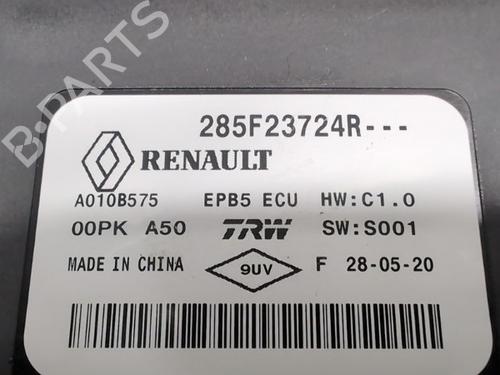 B-PARTS
285F23724R---
RENAULT
A010B575 EPB5 ECU HW:C1.0
00PK A50 TRW SW:S001
MADE IN CHINA 9UV F 28-05-20